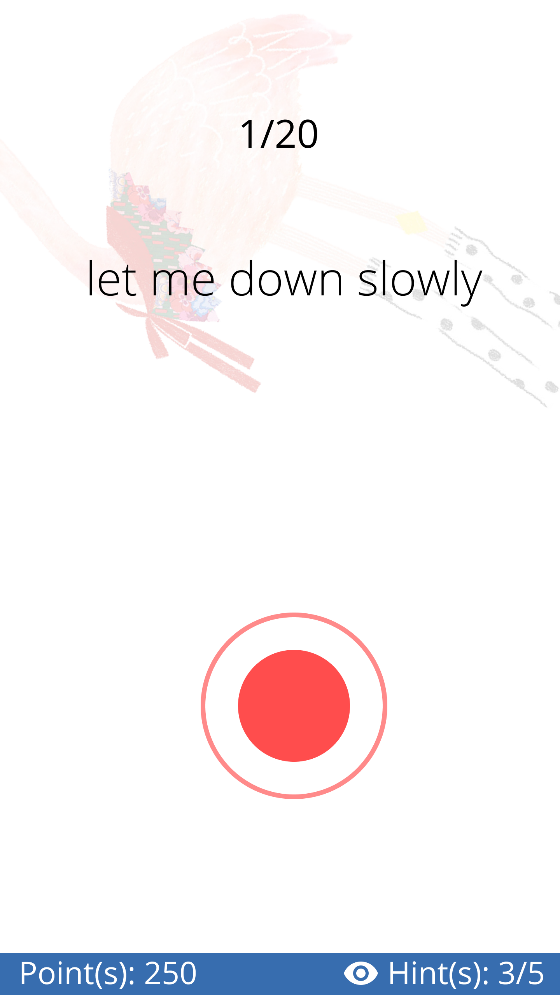 1/20
let me down slowly
Point(s): 250
Hint(s): 3/5